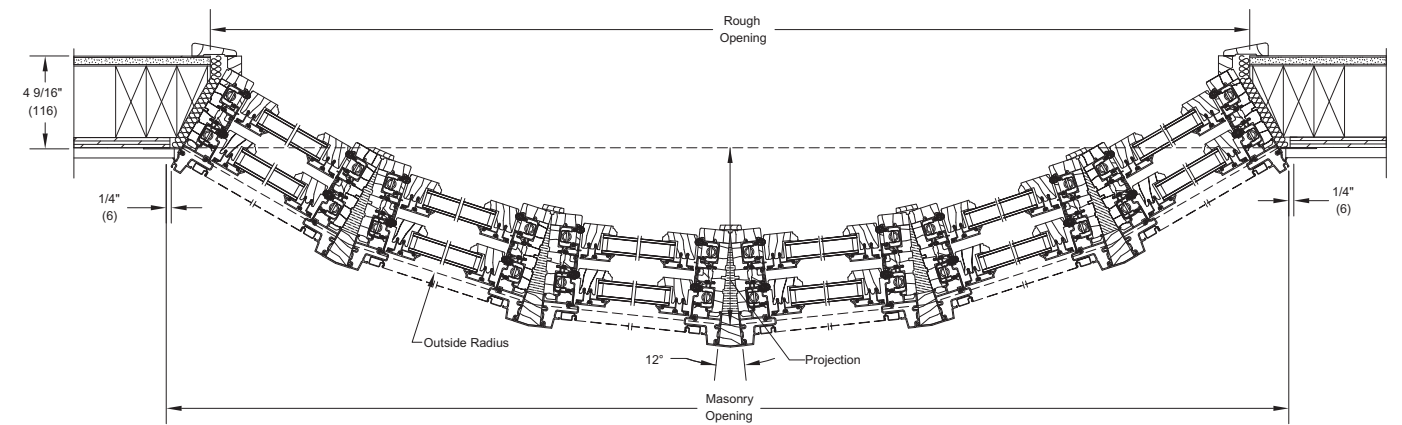 Rough
Opening
4 9/16"
(116)
1/4"
(6)
1/4"
(6)
Outside Radius
12°
Projection
Masonry
Opening